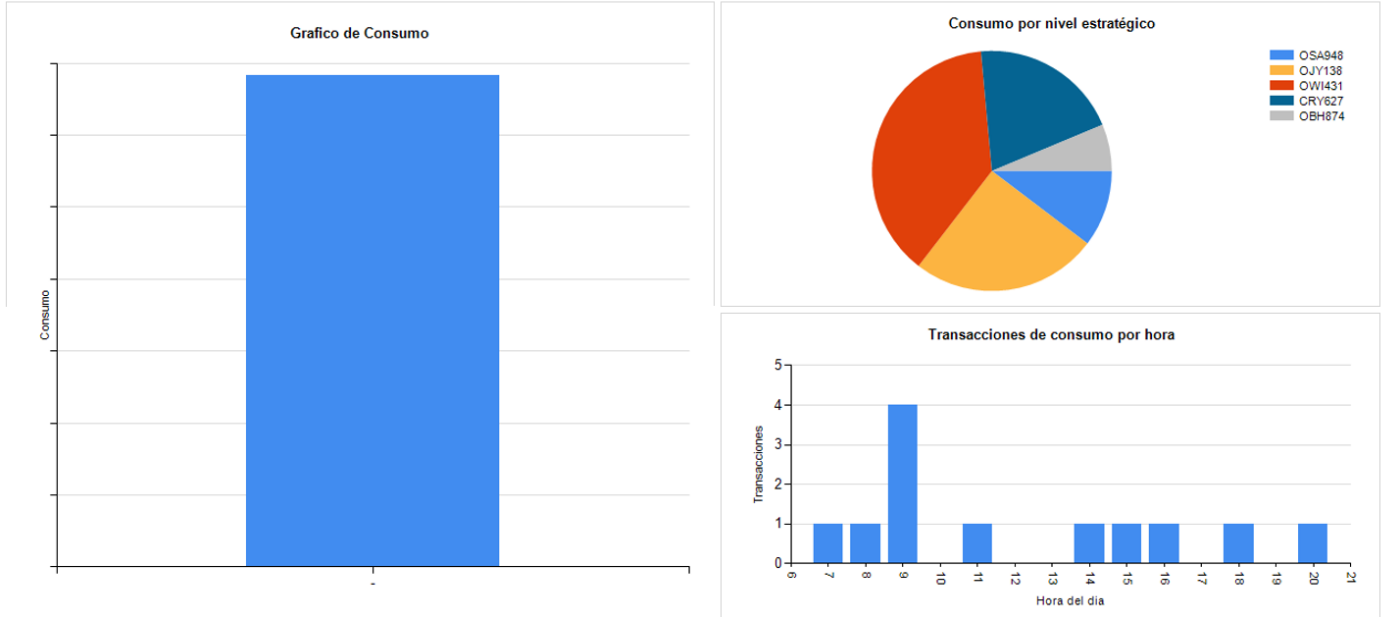 Grafico de Consumo
Consumo
-
Consumo por nivel estratégico
OSA948
OJY138
OWI431
CRY627
OBH874
Transacciones de consumo por hora
Transacciones
5
4
3
2
1
0
6 7 8 9 10 11 12 13 14 15 16 17 18 19 20 21
Hora del dia